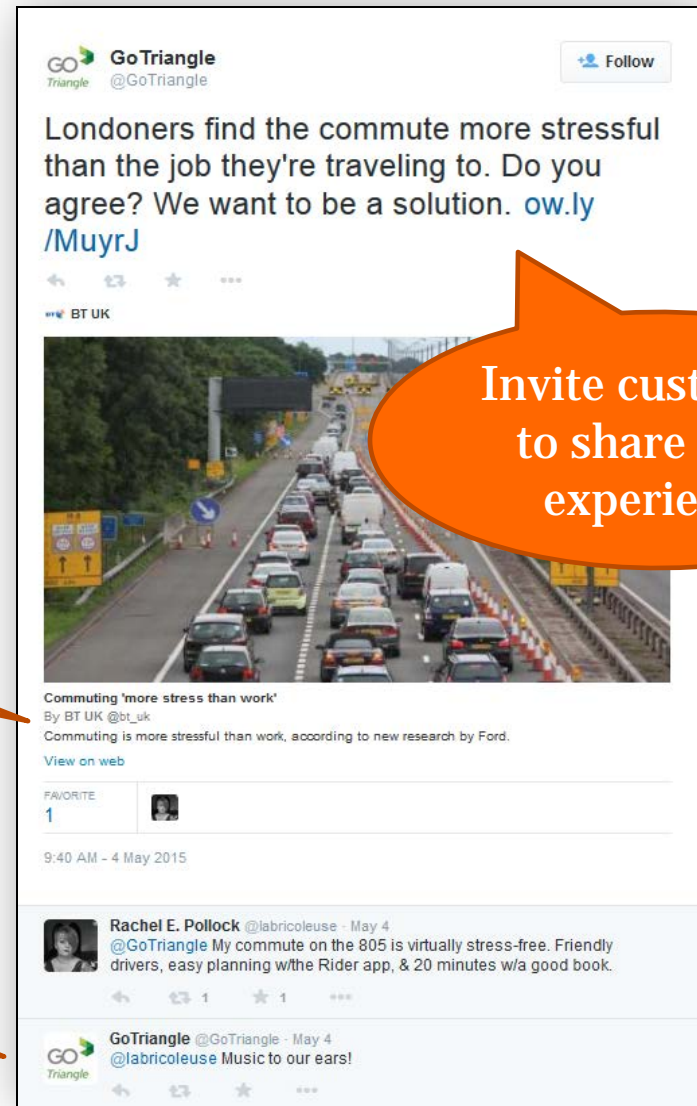 GoTriangle
@GoTriangle
Follow
GO
Triangle
Londoners find the commute more stressful
than the job they're traveling to. Do you
agree? We want to be a solution. ow.ly
/MuyrJ
BT UK
Invite
to share
Commuting 'more stress than work'
By BT UK @bt_uk
Commuting is more stressful than work, according to new research by Ford.
View on web
FAVORITE
1
9:40 AM - 4 May 2015
Rachel E. Pollock @labricoleuse · May 4
@GoTriangle My commute on the 805 is virtually stress-free. Friendly
drivers, easy planning w/the Rider app, & 20 minutes w/a good book.
1 1
GoTriangle @GoTriangle · May 4
@labricoleuse Music to our ears!
GO
Triangle